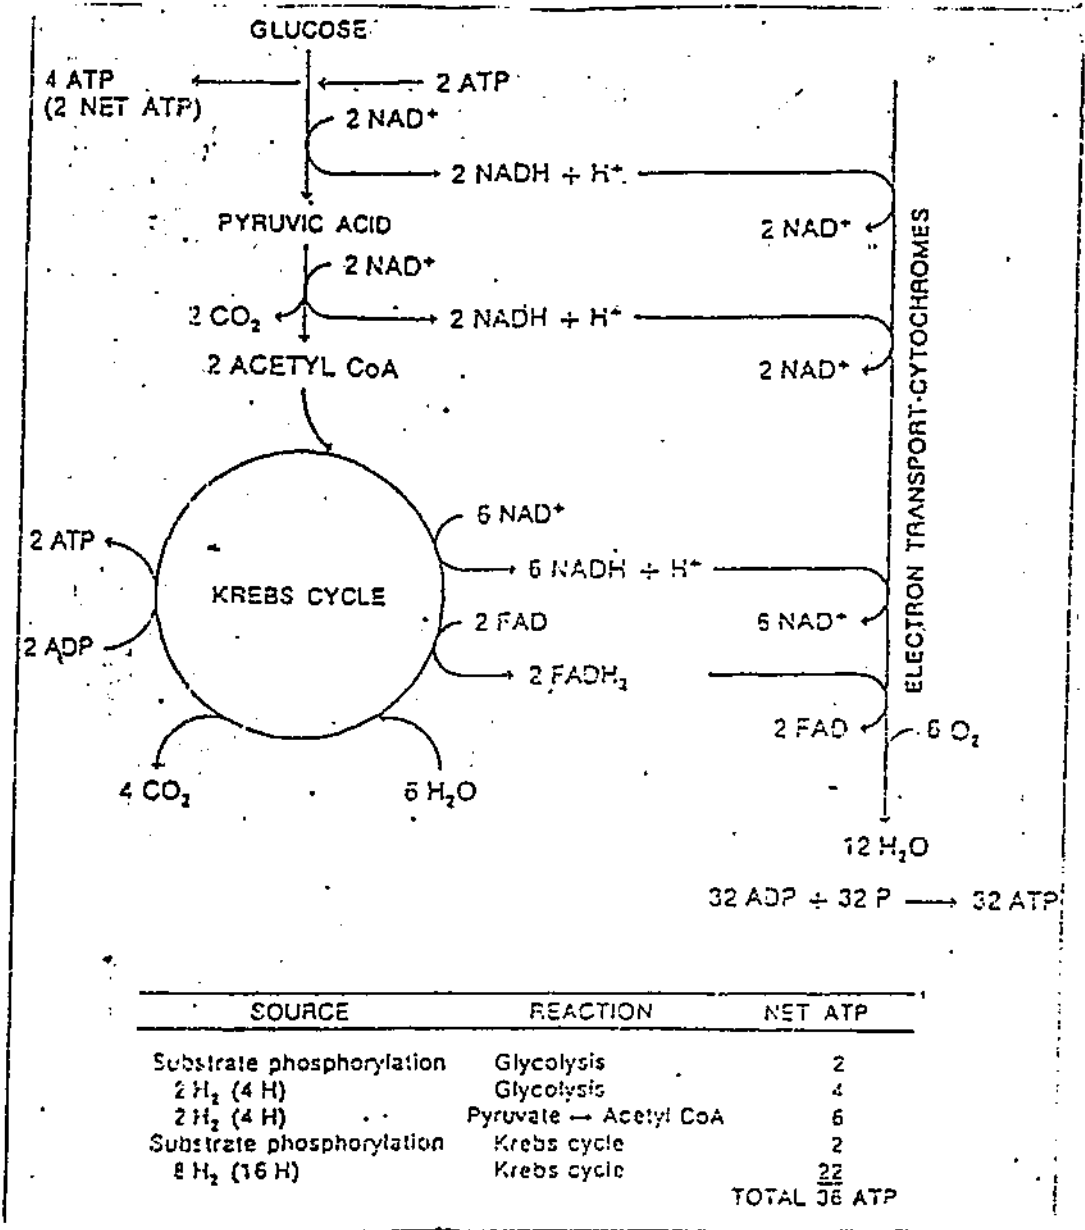 GLUCOSE
4 ATP
(2 NET ATP)
2 ATP
2 NAD⁺
2 NADH + H⁺
2 NAD⁺
PYRUVIC ACID
2 NAD⁺
2 CO₂
2 NADH + H⁺
2 NAD⁺
2 ACETYL CoA
ELECTRON TRANSPORT-CYTOCHROMES
6 NAD⁺
2 ATP
6 NADH + H⁺
KREBS CYCLE
2 FAD
6 NAD⁺
2 ADP
2 FADH₂
2 FAD
6 O₂
4 CO₂
6 H₂O
12 H₂O
32 ADP + 32 P → 32 ATP
SOURCE REACTION NET ATP
Substrate phosphorylation Glycolysis 2
2 H₂ (4 H) Glycolysis 4
2 H₂ (4 H) Pyruvate → Acetyl CoA 6
Substrate phosphorylation Krebs cycle 2
8 H₂ (16 H) Krebs cycle 22
TOTAL 36 ATP